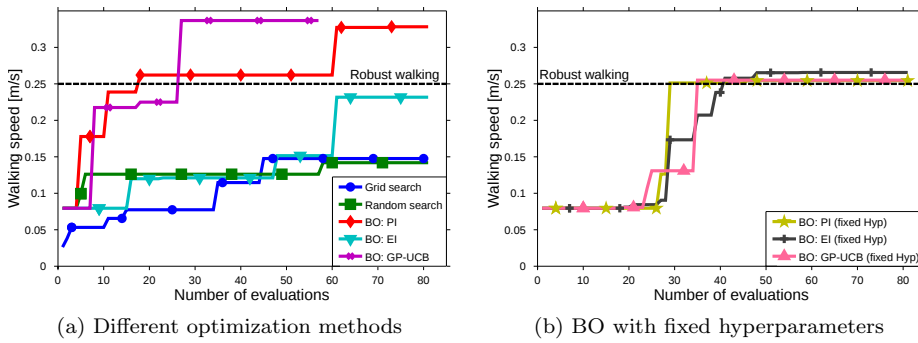 Walking speed [m/s]
0.3
0.25
0.2
0.15
0.1
0.05
0
Robust walking
Grid search
Random search
BO: PI
BO: EI
BO: GP-UCB
0 10 20 30 40 50 60 70 80
Number of evaluations
(a) Different optimization methods
Walking speed [m/s]
0.3
0.25
0.2
0.15
0.1
0.05
0
Robust walking
BO: PI (fixed Hyp)
BO: EI (fixed Hyp)
BO: GP-UCB (fixed Hyp)
0 10 20 30 40 50 60 70 80
Number of evaluations
(b) BO with fixed hyperparameters